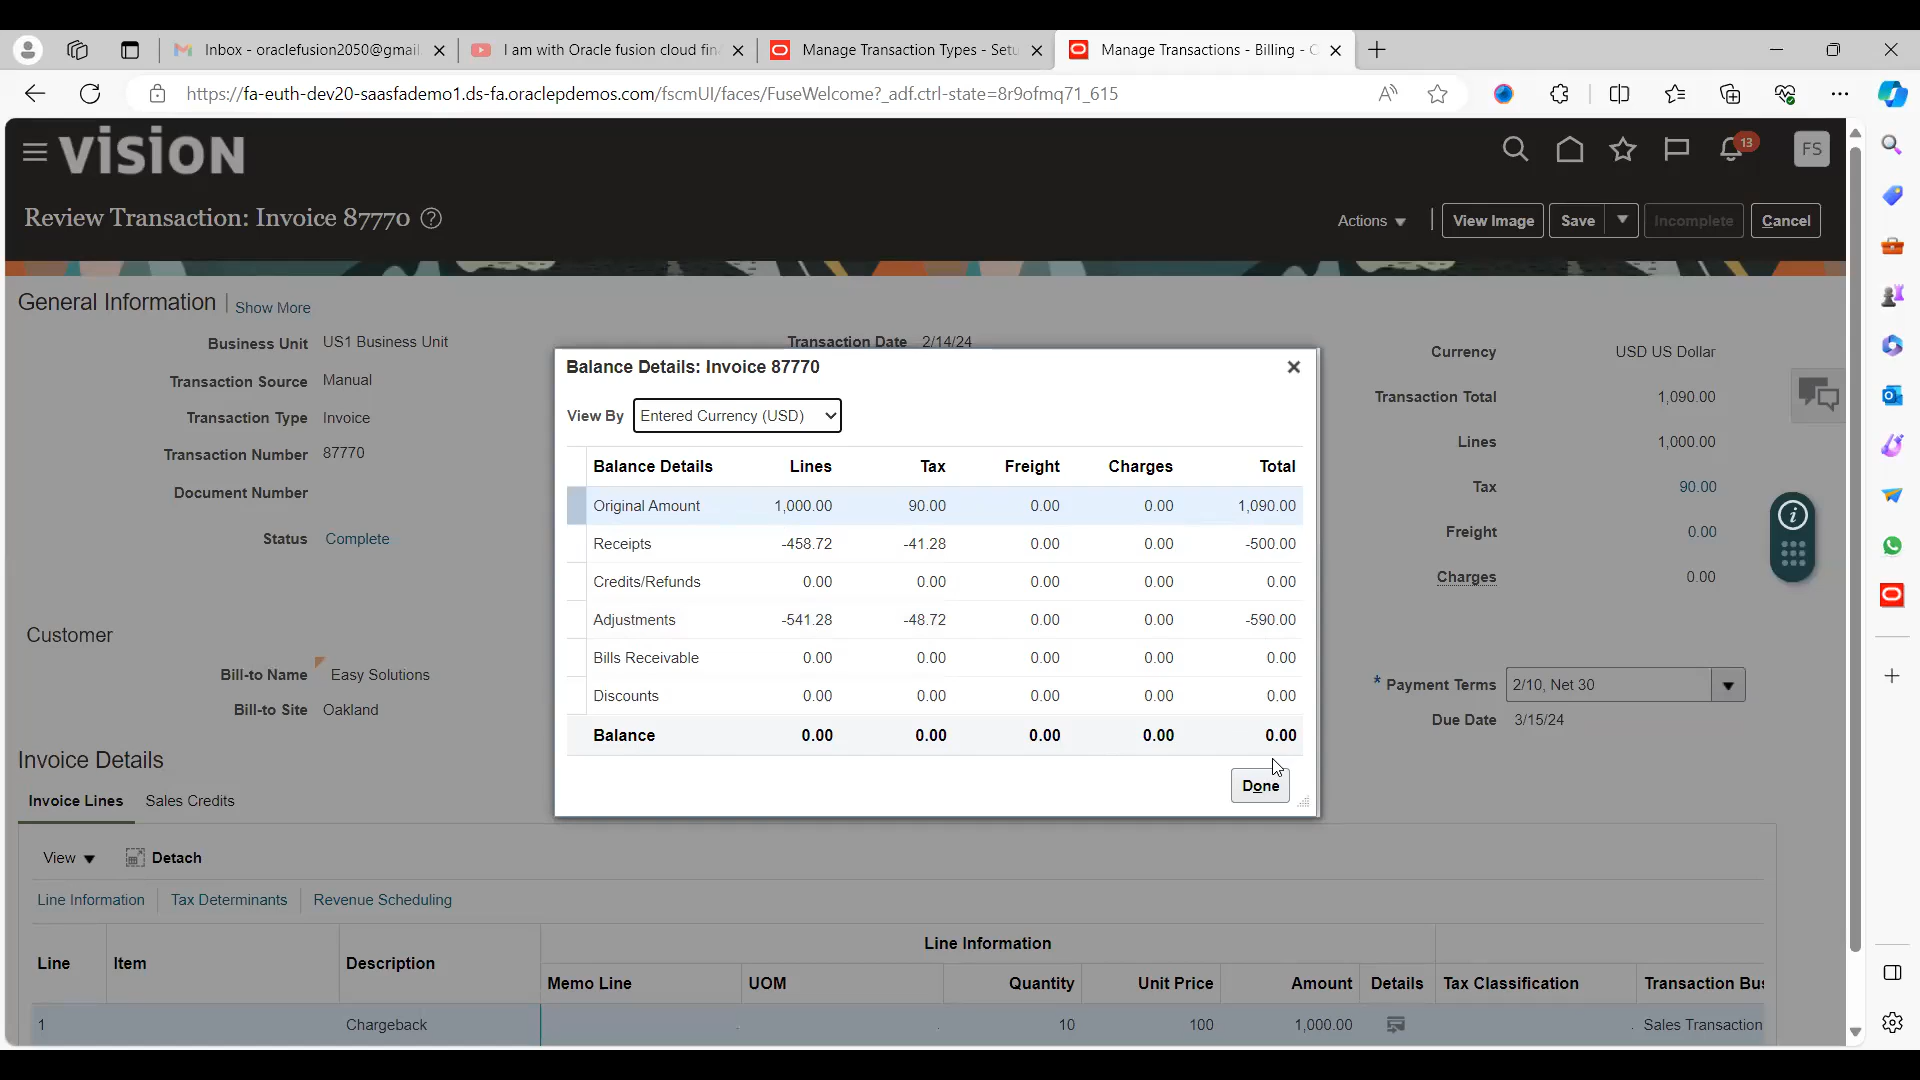 Inbox - oraclefusion2050@gmail
I am with Oracle fusion cloud fin
Manage Transaction Types - Setu
Manage Transactions - Billing - C
https://fa-euth-dev20-saasfademo1.ds-fa.oraclepdemos.com/fscmUI/faces/FuseWelcome?_adf.ctrl-state=8r9ofmq71_615
VISION
13
FS
Review Transaction: Invoice 87770 ?
Actions View Image Save Incomplete Cancel
General Information Show More
Business Unit US1 Business Unit
Transaction Source Manual
Transaction Type Invoice
Transaction Number 87770
Document Number
Status Complete
Transaction Date 2/14/24
Currency USD US Dollar
Transaction Total 1,090.00
Lines 1,000.00
Tax 90.00
Freight 0.00
Charges 0.00
Balance Details: Invoice 87770
View By Entered Currency (USD)
Balance Details Lines Tax Freight Charges Total
Original Amount 1,000.00 90.00 0.00 0.00 1,090.00
Receipts -458.72 -41.28 0.00 0.00 -500.00
Credits/Refunds 0.00 0.00 0.00 0.00 0.00
Adjustments -541.28 -48.72 0.00 0.00 -590.00
Bills Receivable 0.00 0.00 0.00 0.00 0.00
Discounts 0.00 0.00 0.00 0.00 0.00
Balance 0.00 0.00 0.00 0.00 0.00
Done
Customer
Bill-to Name Easy Solutions
Bill-to Site Oakland
* Payment Terms 2/10, Net 30
Due Date 3/15/24
Invoice Details
Invoice Lines Sales Credits
View Detach
Line Information Tax Determinants Revenue Scheduling
Line Information
Line Item Description
Memo Line UOM Quantity Unit Price Amount Details Tax Classification Transaction Bus
1 Chargeback 10 100 1,000.00 Sales Transaction